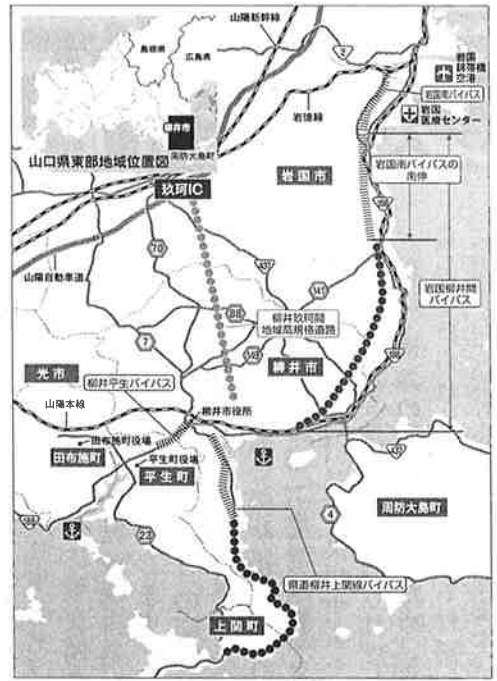 山陽新幹線
島根県
広島県
2
岩国
錦帯橋
空港
岩国南バイパス
岩国
医療センター
岩徳線
柳井市
周防大島町
山口県東部地域位置図
岩国市
岩国南バイパスの
南伸
玖珂IC
188
70
437
141
山陽自動車道
岩国柳井間
バイパス
柳井玖珂間
地域高規格道路
7
149
188
光市
柳井市
柳井平生バイパス
山陽本線
柳井市役所
田布施町役場
田布施町
平生町役場
平生町
437
周防大島町
4
188
23
県道柳井上関線バイパス
上関町